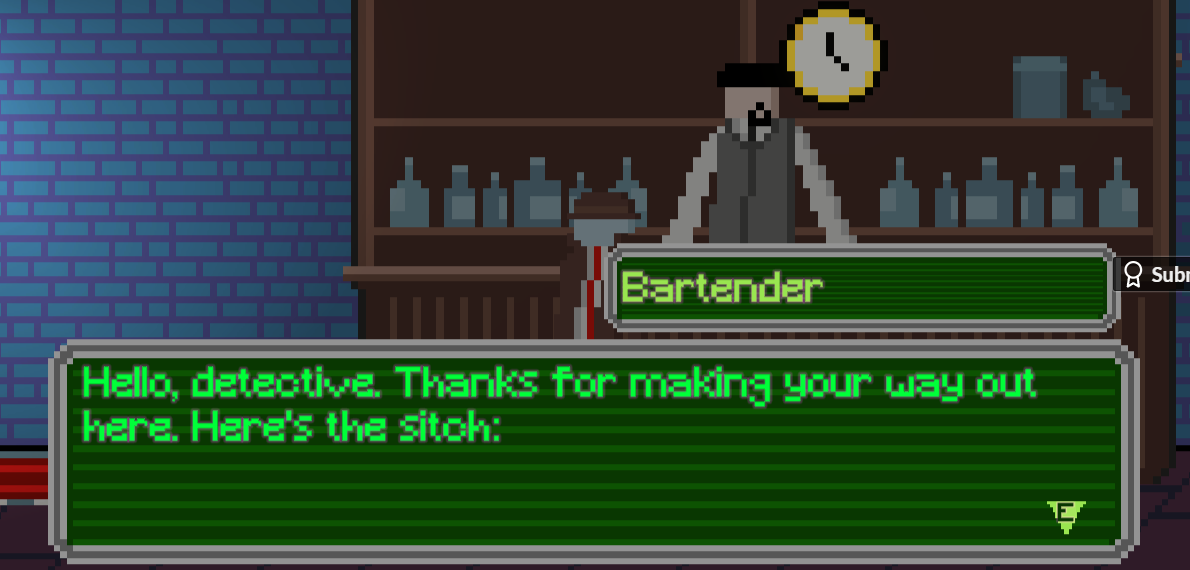 Bartender
Subm
Hello, detective. Thanks for making your way out
here. Here's the sitch:
E